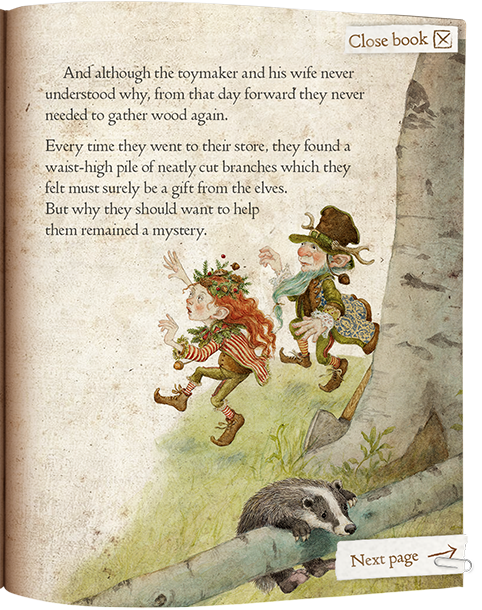 Close book
And although the toymaker and his wife never
understood why, from that day forward they never
needed to gather wood again.
Every time they went to their store, they found a
waist-high pile of neatly cut branches which they
felt must surely be a gift from the elves.
But why they should want to help
them remained a mystery.
Next page